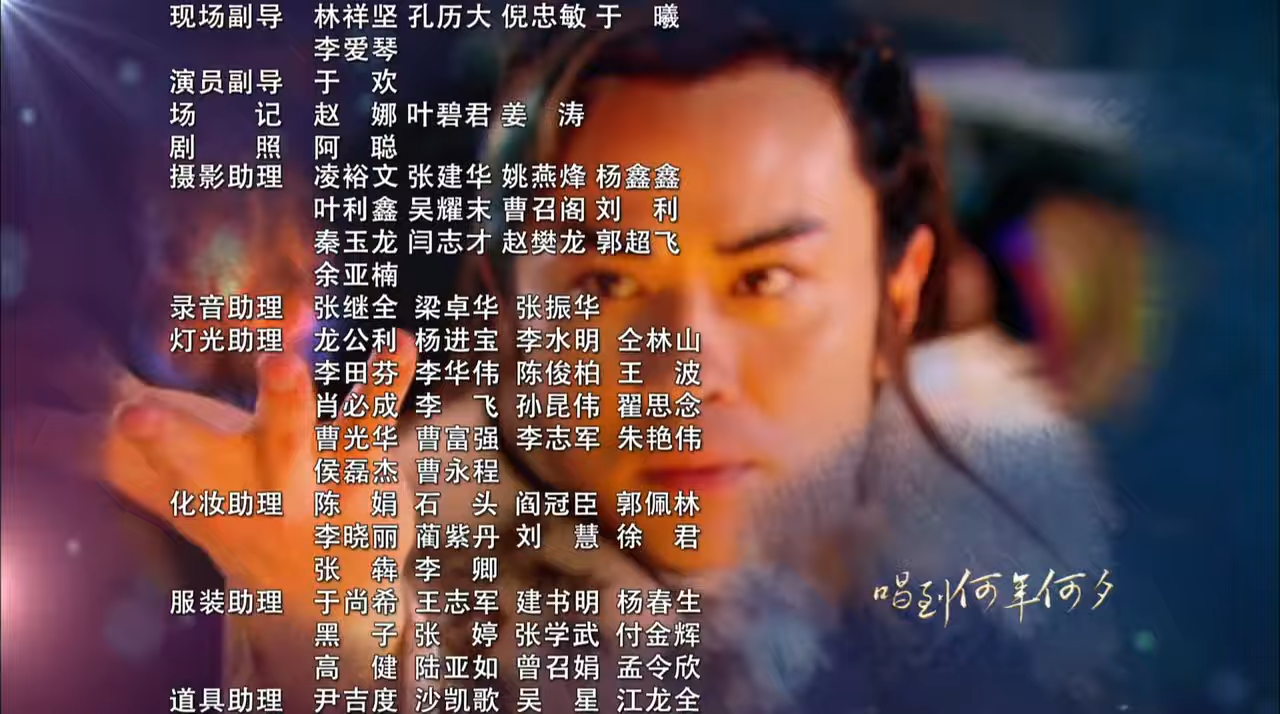 现场副导 林祥坚 孔历大 倪忠敏 于 曦
李爱琴
演员副导 于 欢
场 记 赵 娜 叶碧君 姜 涛
剧 照 阿 聪
摄影助理 凌裕文 张建华 姚燕烽 杨鑫鑫
叶利鑫 吴耀末 曹召阁 刘 利
秦玉龙 闫志才 赵樊龙 郭超飞
余亚楠
录音助理 张继全 梁卓华 张振华
灯光助理 龙公利 杨进宝 李水明 仝林山
李田芬 李华伟 陈俊柏 王 波
肖必成 李 飞 孙昆伟 翟思念
曹光华 曹富强 李志军 朱艳伟
侯磊杰 曹永程
化妆助理 陈 娟 石 头 阎冠臣 郭佩林
李晓丽 蔺紫丹 刘 慧 徐 君
张 犇 李 卿
唱到何年何夕
服装助理 于尚希 王志军 建书明 杨春生
黑 子 张 婷 张学武 付金辉
高 健 陆亚如 曾召娟 孟令欣
道具助理 尹吉度 沙凯歌 吴 星 江龙全